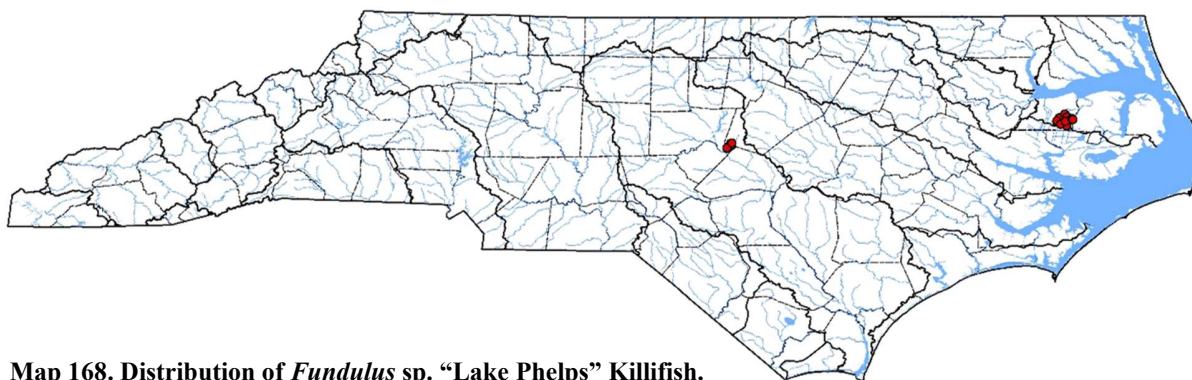 Map 168. Distribution of Fundulus sp. “Lake Phelps” Killifish.